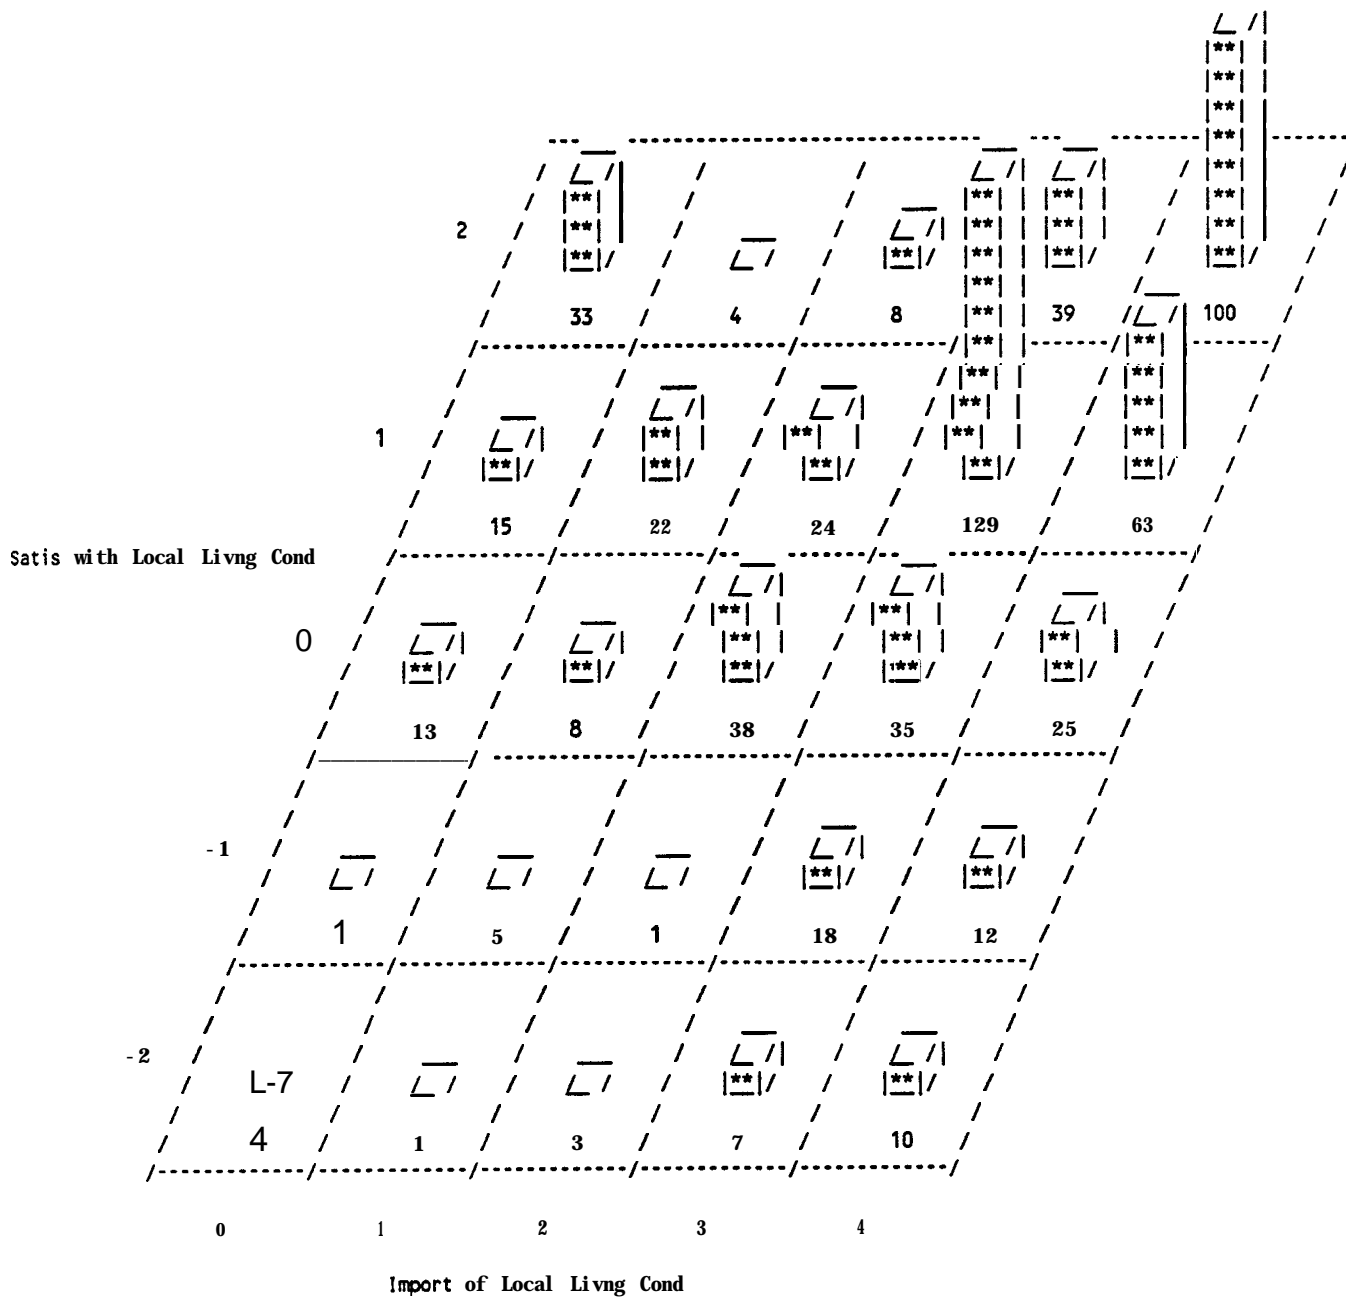 2
33 4 8 39 100
1
15 22 24 129 63
Satis with Local Livng Cond
0
13 8 38 35 25
-1
1 5 1 18 12
-2
L-7
4 1 3 7 10
0 1 2 3 4
Import of Local Livng Cond